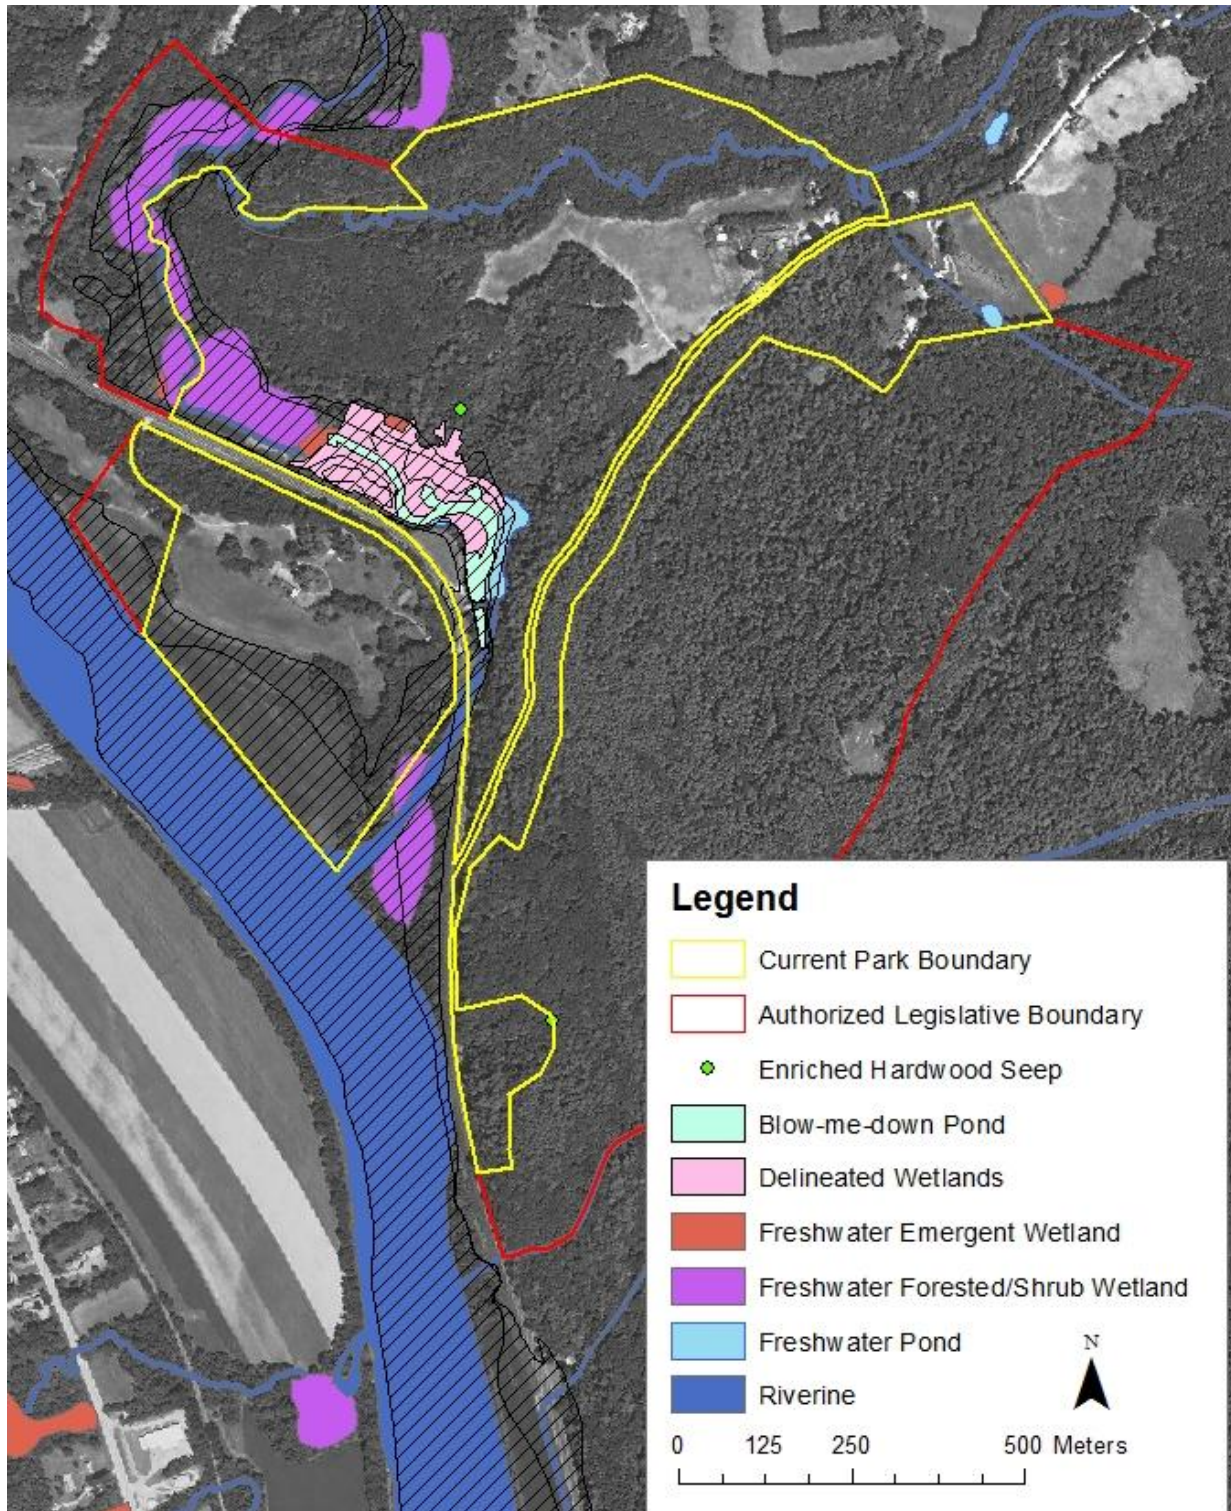 Legend
Current Park Boundary
Authorized Legislative Boundary
Enriched Hardwood Seep
Blow-me-down Pond
Delineated Wetlands
Freshwater Emergent Wetland
Freshwater Forested/Shrub Wetland
Freshwater Pond
Riverine
N
0 125 250 500 Meters